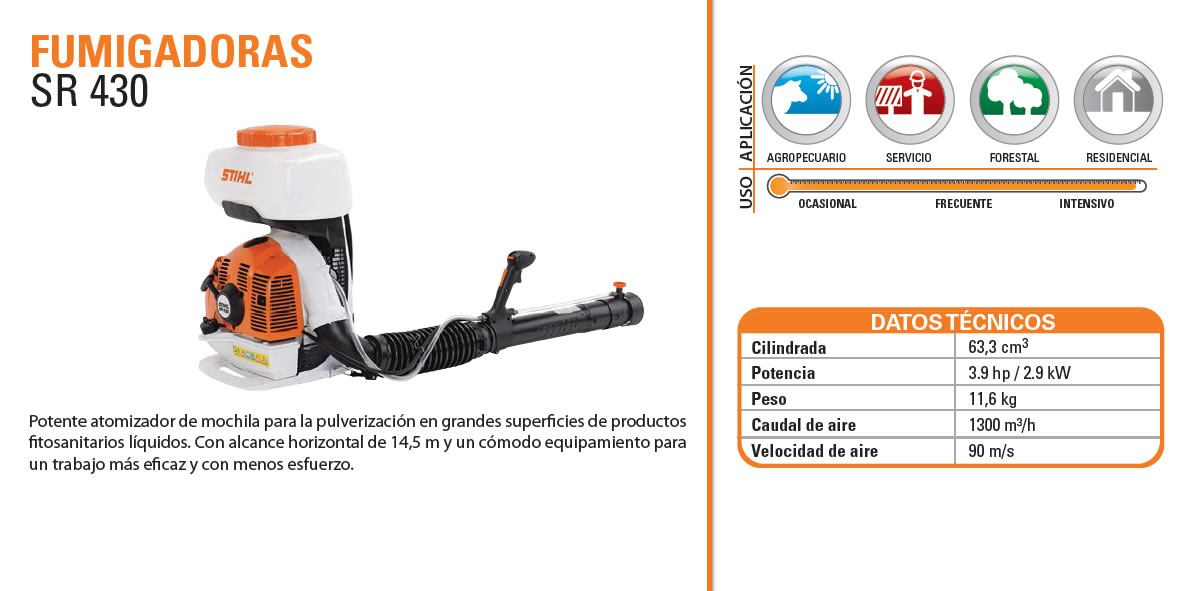 FUMIGADORAS
SR 430
STIHL
Potente atomizador de mochila para la pulverización en grandes superficies de productos
fitosanitarios líquidos. Con alcance horizontal de 14,5 m y un cómodo equipamiento para
un trabajo más eficaz y con menos esfuerzo.
APLICACIÓN
AGROPECUARIO SERVICIO FORESTAL RESIDENCIAL
USO
OCASIONAL FRECUENTE INTENSIVO
DATOS TÉCNICOS
Cilindrada 63,3 cm³
Potencia 3.9 hp / 2.9 kW
Peso 11,6 kg
Caudal de aire 1300 m³/h
Velocidad de aire 90 m/s